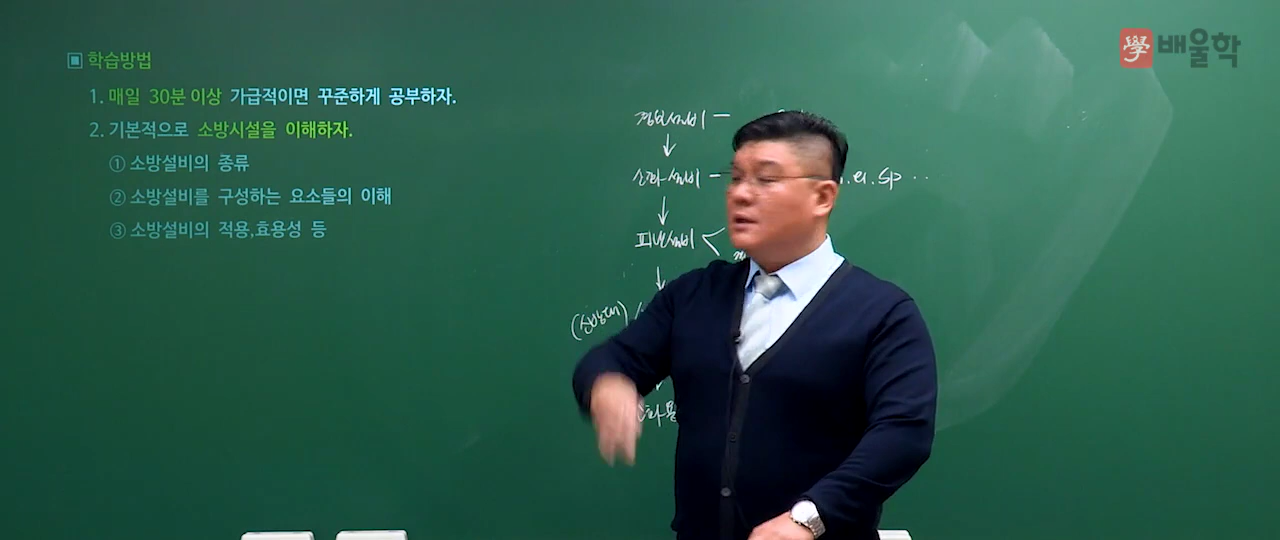 學 배울학
▣ 학습방법
1. 매일 30분 이상 가급적이면 꾸준하게 공부하자.
2. 기본적으로 소방시설을 이해하자.
① 소방설비의 종류
② 소방설비를 구성하는 요소들의 이해
③ 소방설비의 적용,효용성 등
경보설비 —
↓
소화설비 — SP ...
↓
피난설비 <
↓
(소방대)